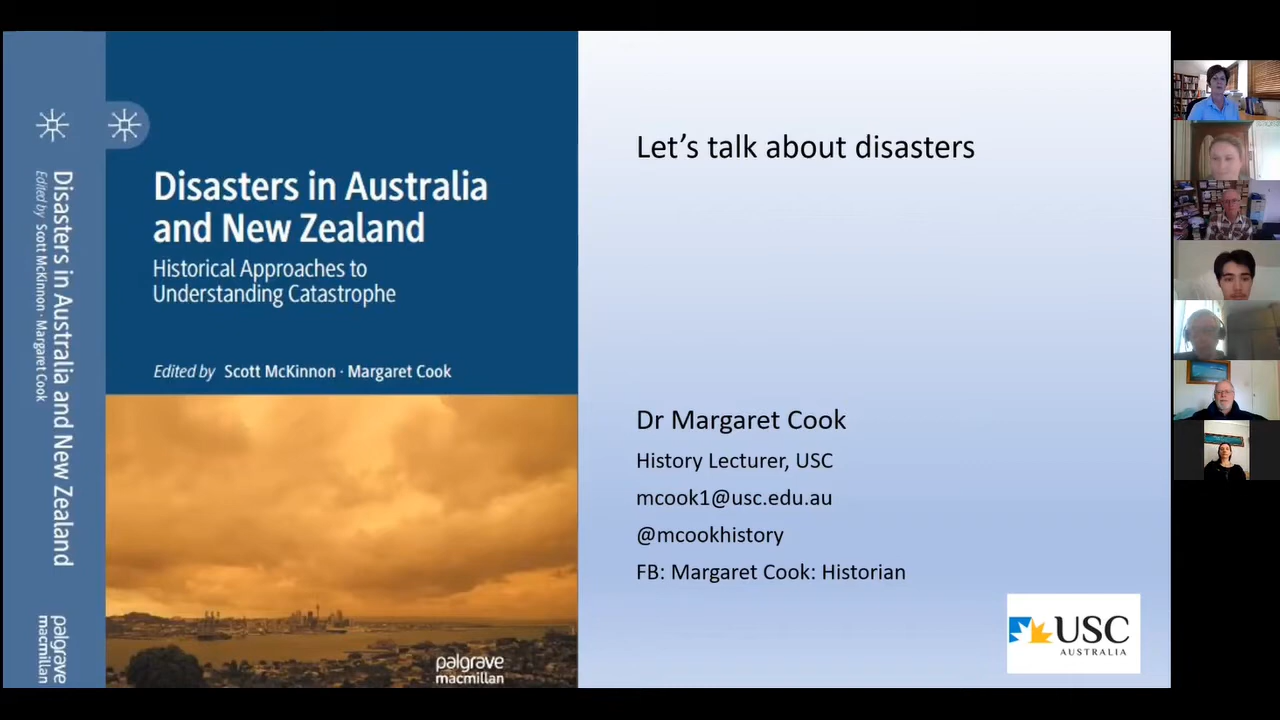 Disasters in Australia and New Zealand
Edited by Scott McKinnon · Margaret Cook
palgrave
macmillan
Disasters in Australia
and New Zealand
Historical Approaches to
Understanding Catastrophe
Edited by Scott McKinnon · Margaret Cook
palgrave
macmillan
Let's talk about disasters
Dr Margaret Cook
History Lecturer, USC
mcook1@usc.edu.au
@mcookhistory
FB: Margaret Cook: Historian
USC
AUSTRALIA